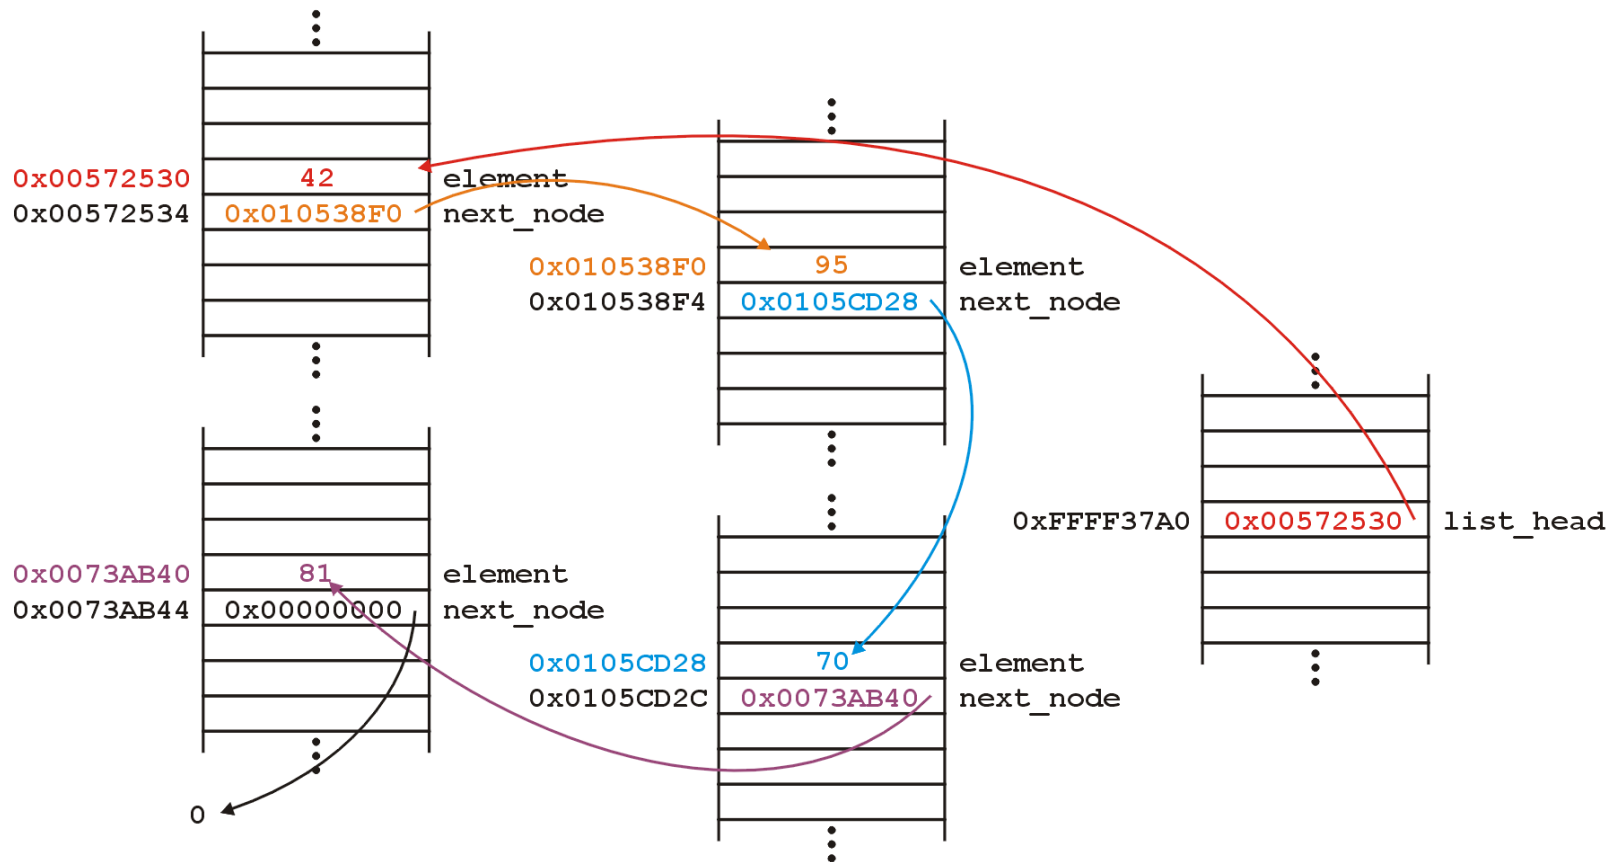 0x00572530 42 element
0x00572534 0x010538F0 next_node
0x010538F0 95 element
0x010538F4 0x0105CD28 next_node
0xFFFF37A0 0x00572530 list_head
0x0073AB40 81 element
0x0073AB44 0x00000000 next_node
0x0105CD28 70 element
0x0105CD2C 0x0073AB40 next_node
0